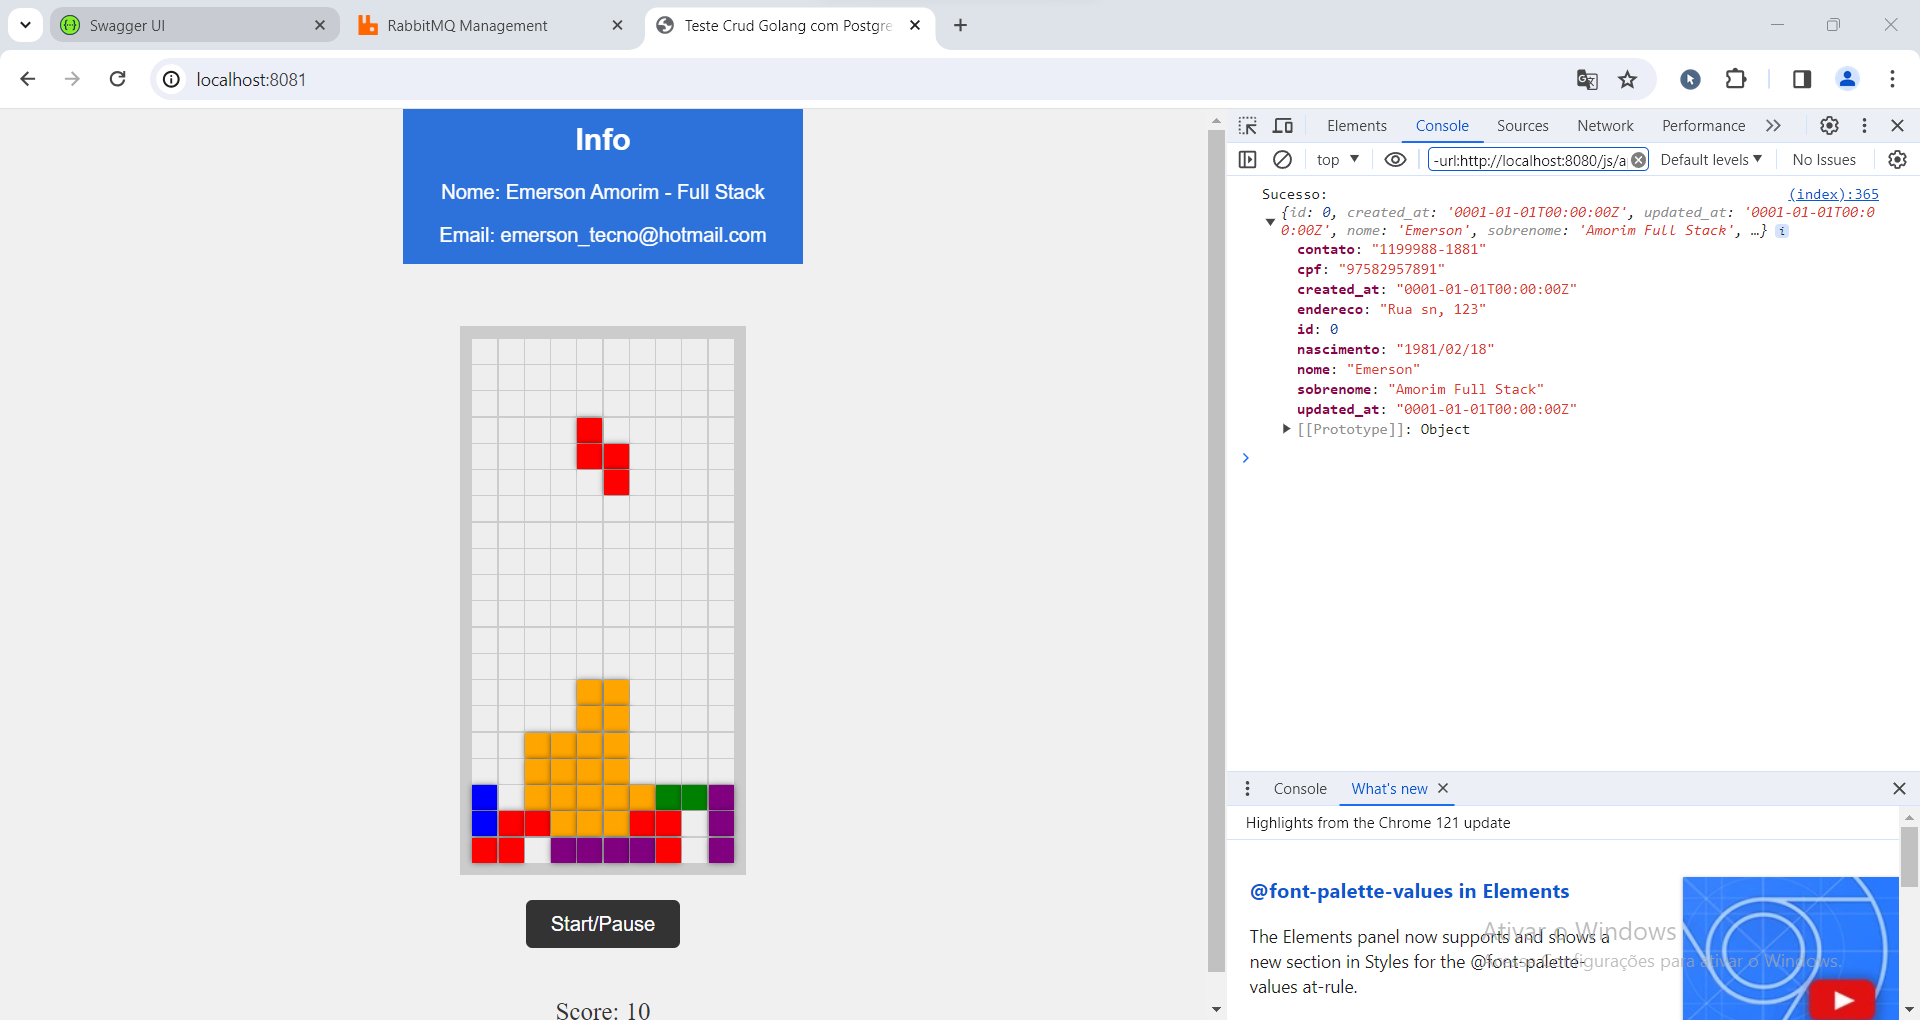 Swagger UI
RabbitMQ Management
Teste Crud Golang com Postgre
localhost:8081
Info
Nome: Emerson Amorim - Full Stack
Email: emerson_tecno@hotmail.com
Start/Pause
Score: 10
Elements Console Sources Network Performance
top ▼ -url:http://localhost:8080/js/a Default levels ▼ No Issues
Sucesso: (index):365
{id: 0, created_at: '0001-01-01T00:00:00Z', updated_at: '0001-01-01T00:0
0:00Z', nome: 'Emerson', sobrenome: 'Amorim Full Stack', …} i
contato: "1199988-1881"
cpf: "97582957891"
created_at: "0001-01-01T00:00:00Z"
endereco: "Rua sn, 123"
id: 0
nascimento: "1981/02/18"
nome: "Emerson"
sobrenome: "Amorim Full Stack"
updated_at: "0001-01-01T00:00:00Z"
[[Prototype]]: Object
Console What's new
Highlights from the Chrome 121 update
@font-palette-values in Elements
The Elements panel now supports and shows a
new section in Styles for the @font-palette-
values at-rule.
Ativar o Windows
Acesse Configurações para ativar o Windows.